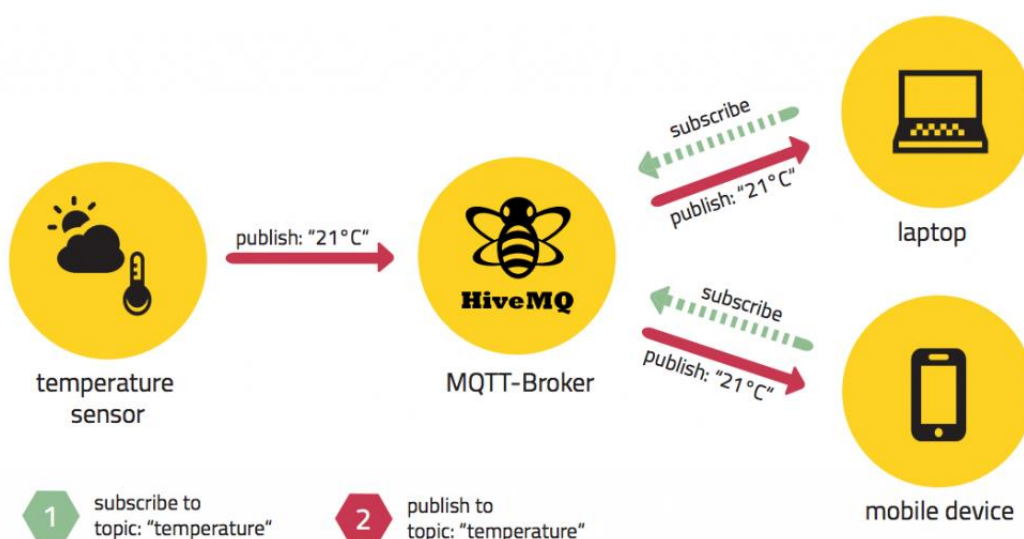 subscribe
publish: "21°C"
laptop
publish: "21°C"
HiveMQ
temperature
sensor
MQTT-Broker
subscribe
publish: "21°C"
mobile device
1
subscribe to
topic: "temperature"
2
publish to
topic: "temperature"